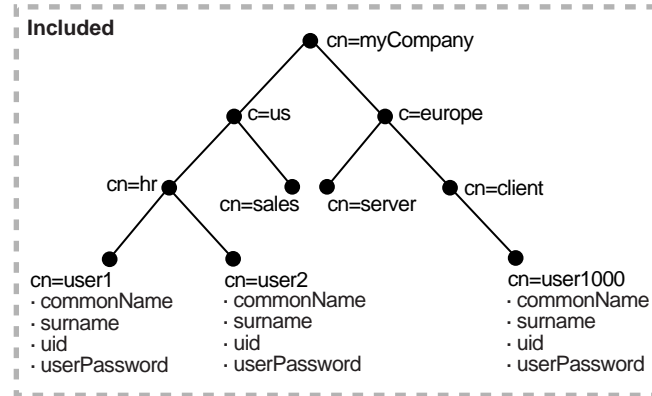 Included
cn=myCompany
c=us
c=europe
cn=hr
cn=sales
cn=server
cn=client
cn=user1
· commonName
· surname
· uid
· userPassword
cn=user2
· commonName
· surname
· uid
· userPassword
cn=user1000
· commonName
· surname
· uid
· userPassword